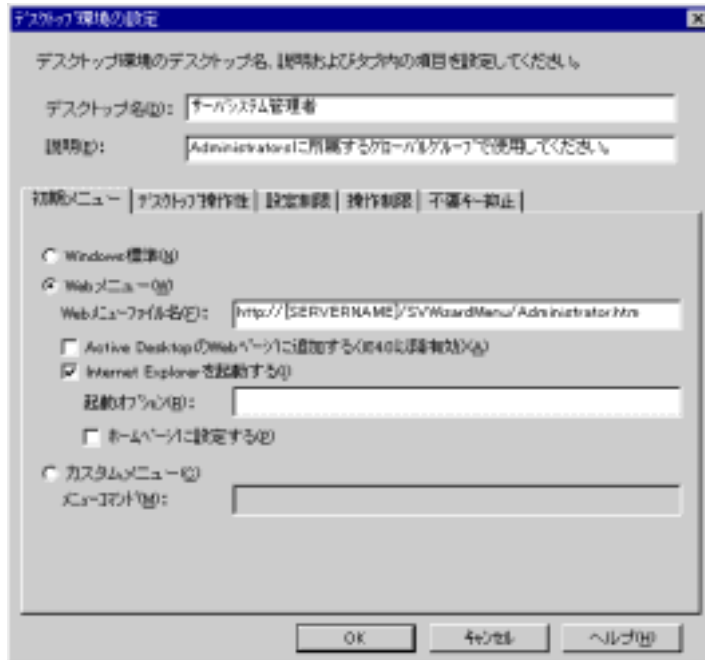 デスクトップ環境の設定
デスクトップ環境のデスクトップ名、説明およびタブ内の項目を設定してください。
デスクトップ名(D): サーバシステム管理者
説明(E): Administratorsに所属するグローバルグループで使用してください。
初期メニュー デスクトップ操作性 設定制限 操作制限 不要キー抑止
Windows標準(N)
Webメニュー(W)
Webメニューファイル名(F): http://[SERVERNAME]/SVWizardMenu/Administrator.htm
Active DesktopのWebページに追加する(IE4.0以降有効)(A)
Internet Explorerを起動する(I)
起動オプション(R):
ホームページに設定する(P)
カスタムメニュー(C)
メニューコマンド(M):
OK キャンセル ヘルプ(H)